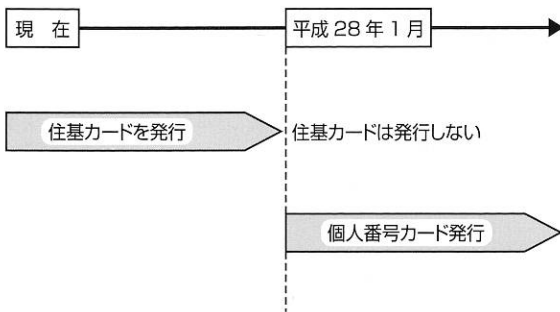 現 在
平成 28 年 1 月
住基カードを発行
住基カードは発行しない
個人番号カード発行